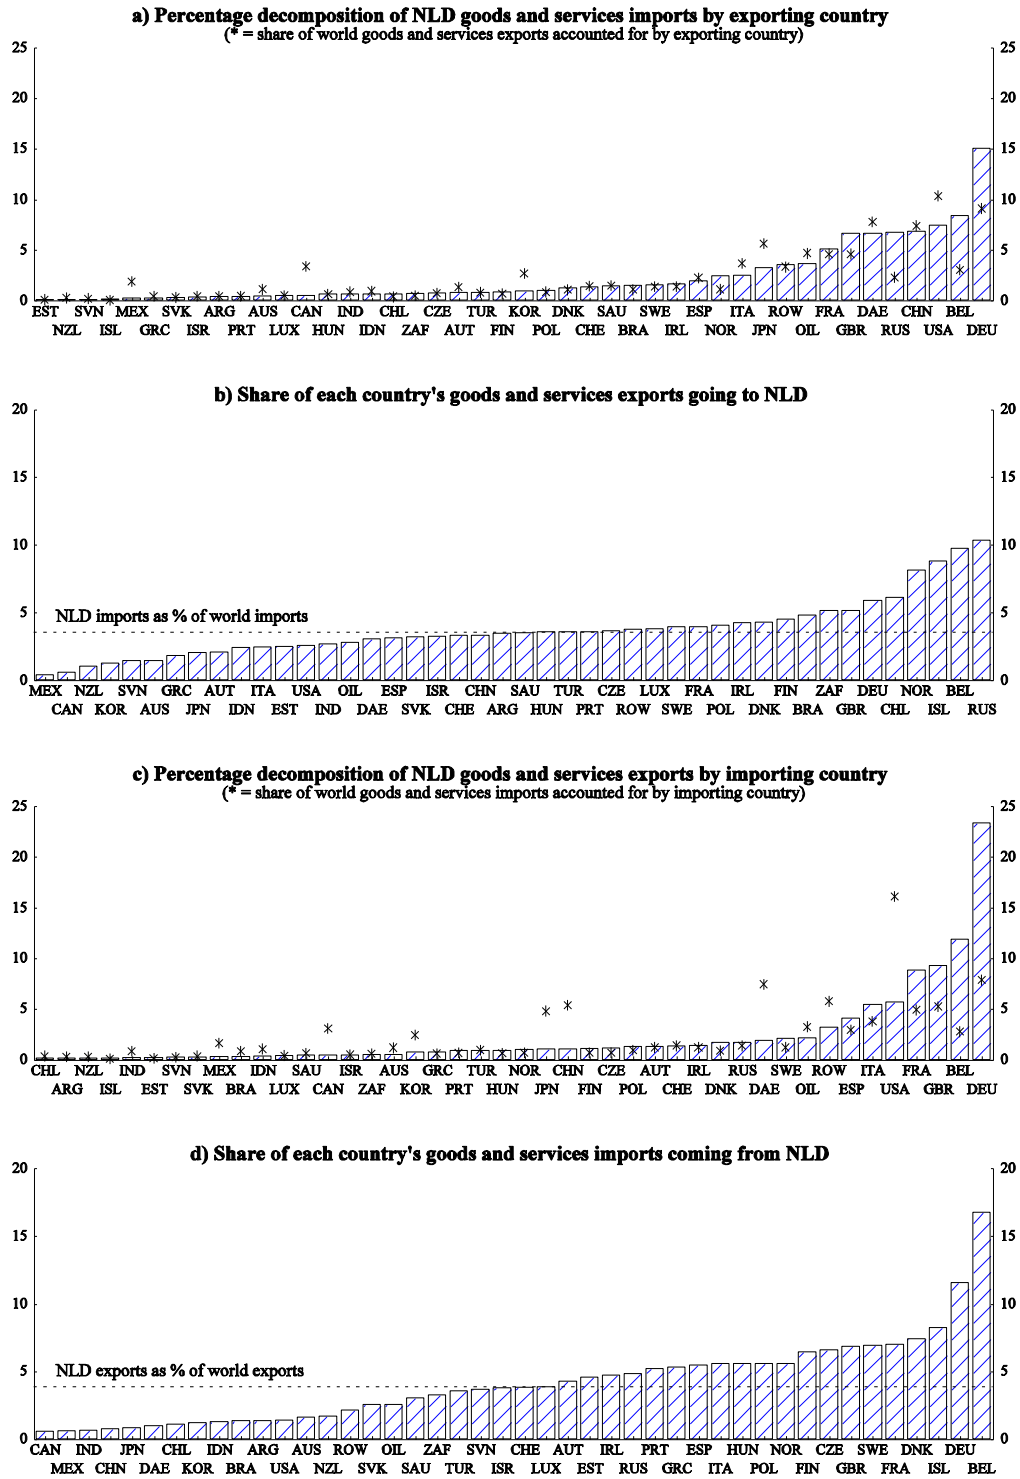 a) Percentage decomposition of NLD goods and services imports by exporting country
(* = share of world goods and services exports accounted for by exporting country)
25 25
20 20
15 15
10 10
5 5
0 0
EST SVN MEX SVK ARG AUS CAN IND CHL CZE TUR KOR DNK SAU SWE ESP ITA ROW FRA DAE CHN BEL
NZL ISL GRC ISR PRT LUX HUN IDN ZAF AUT FIN POL CHE BRA IRL NOR JPN OIL GBR RUS USA DEU
b) Share of each country's goods and services exports going to NLD
20 20
15 15
10 10
5 5
NLD imports as % of world imports
0 0
MEX NZL SVN GRC AUT ITA USA OIL ESP ISR CHN SAU TUR CZE LUX FRA IRL FIN ZAF DEU NOR BEL
CAN KOR AUS JPN IDN EST IND DAE SVK CHE ARG HUN PRT ROW SWE POL DNK BRA GBR CHL ISL RUS
c) Percentage decomposition of NLD goods and services exports by importing country
(* = share of world goods and services imports accounted for by importing country)
25 25
20 20
15 15
10 10
5 5
0 0
CHL NZL EST SVN MEX IDN SAU ISR AUS GRC TUR NOR CHN CZE AUT IRL RUS SWE ROW ITA FRA BEL
ARG ISL IND SVK BRA LUX CAN ZAF KOR PRT HUN JPN FIN POL CHE DNK DAE OIL ESP USA GBR DEU
d) Share of each country's goods and services imports coming from NLD
20 20
15 15
10 10
5 5
NLD exports as % of world exports
0 0
CAN IND JPN CHL IDN ARG AUS ROW OIL ZAF SVN CHE AUT IRL PRT ESP HUN NOR CZE SWE DNK DEU
MEX CHN DAE KOR BRA USA NZL SVK SAU TUR ISR LUX EST RUS GRC ITA POL FIN GBR FRA ISL BEL